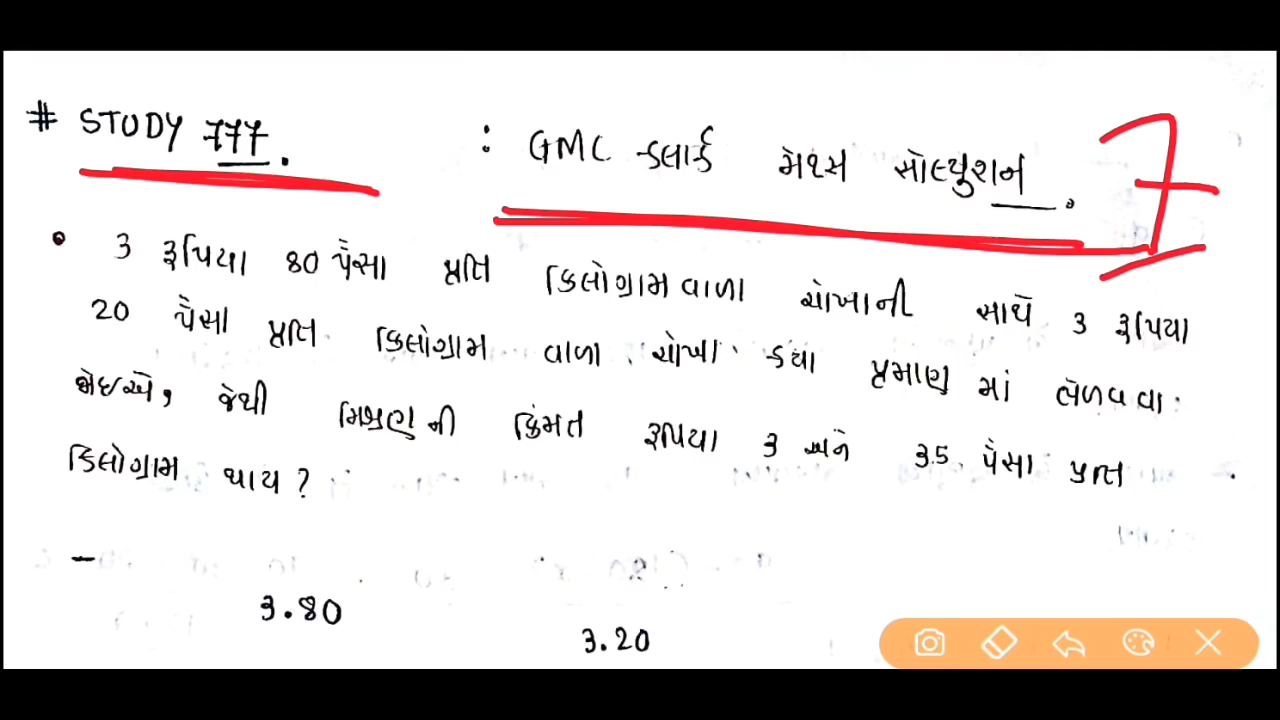 # STUDY 777. : GMC ક્લાર્ક મેથ્સ સોલ્યુશન. 7
• 3 રૂપિયા 80 પૈસા પ્રતિ કિલોગ્રામ વાળા ચોખાની સાથે 3 રૂપિયા
20 પૈસા પ્રતિ કિલોગ્રામ વાળા ચોખા કયા પ્રમાણ માં ભેળવવા
જોઇએ, જેથી મિશ્રણ ની કિંમત રૂપિયા 3 અને 35 પૈસા પ્રતિ
કિલોગ્રામ થાય?
– 3.80
3.20